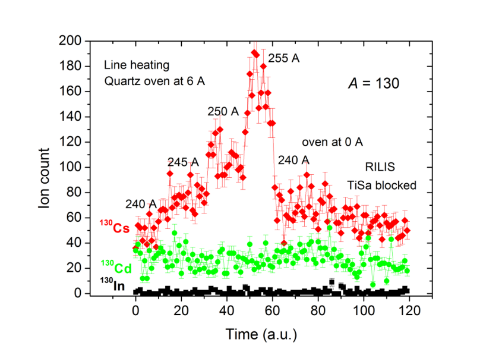 200
180
160
140
120
100
80
60
40
20
0
Ion count
Line heating
Quartz oven at 6 A
255 A
A = 130
250 A
oven at 0 A
245 A
240 A
RILIS
TiSa blocked
240 A
¹³⁰Cs
¹³⁰Cd
¹³⁰In
0 20 40 60 80 100 120
Time (a.u.)